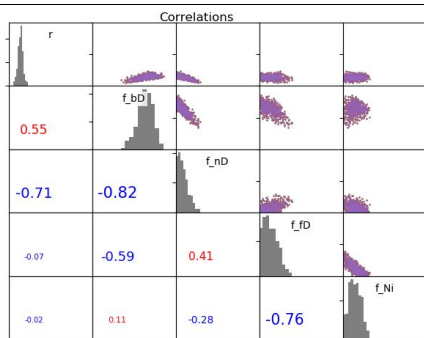 Correlations
r
f_bD
0.55
f_nD
-0.71 -0.82
f_fD
-0.07 -0.59 0.41
f_Ni
-0.02 0.11 -0.28 -0.76